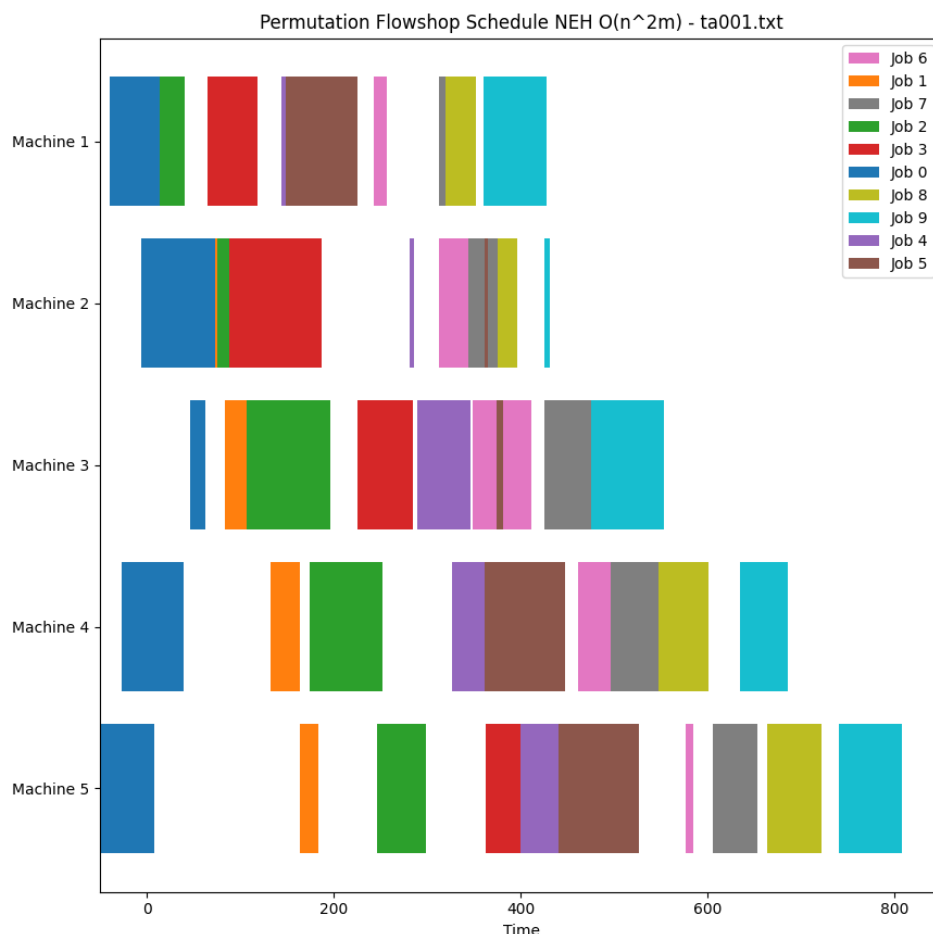 Permutation Flowshop Schedule NEH O(n^2m) - ta001.txt
Job 6
Job 1
Job 7
Job 2
Job 3
Job 0
Job 8
Job 9
Job 4
Job 5
Machine 1
Machine 2
Machine 3
Machine 4
Machine 5
0 200 400 600 800
Time